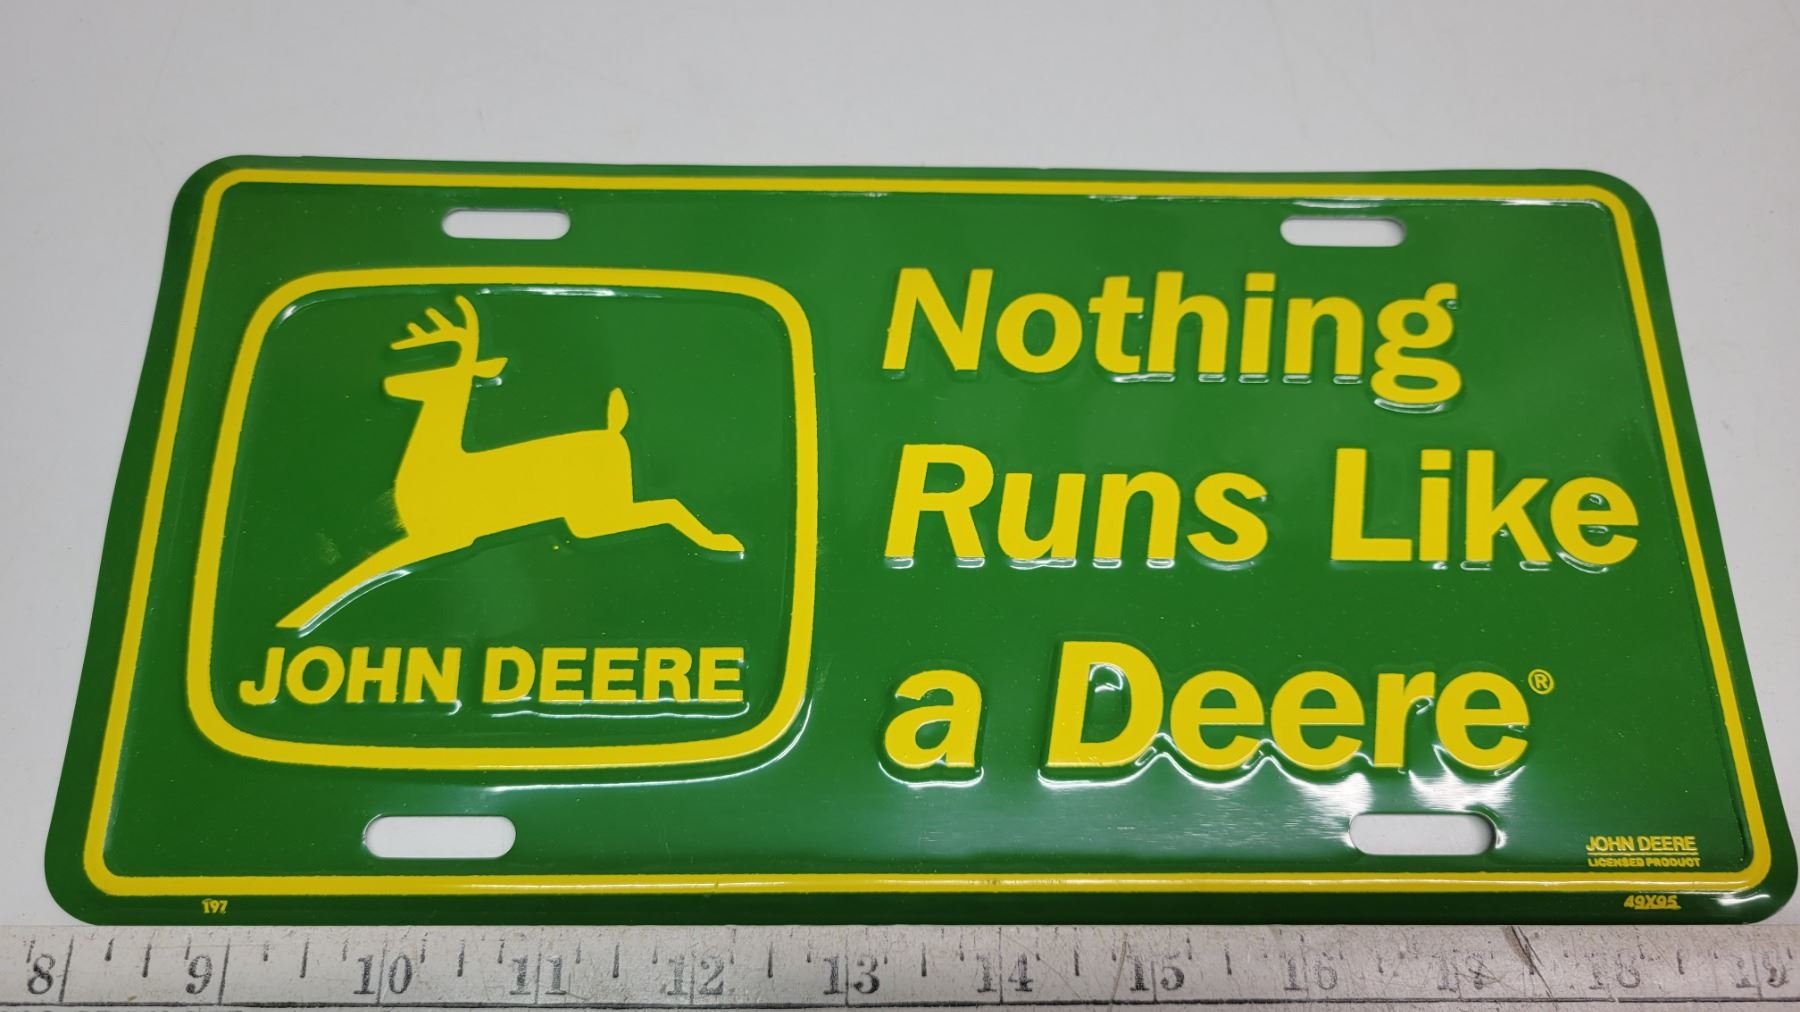 Nothing
Runs Like
a Deere®
JOHN DEERE
JOHN DEERE
LICENSED PRODUCT
197
49X95
8 9 10 11 12 13 14 15 16 17 18 19